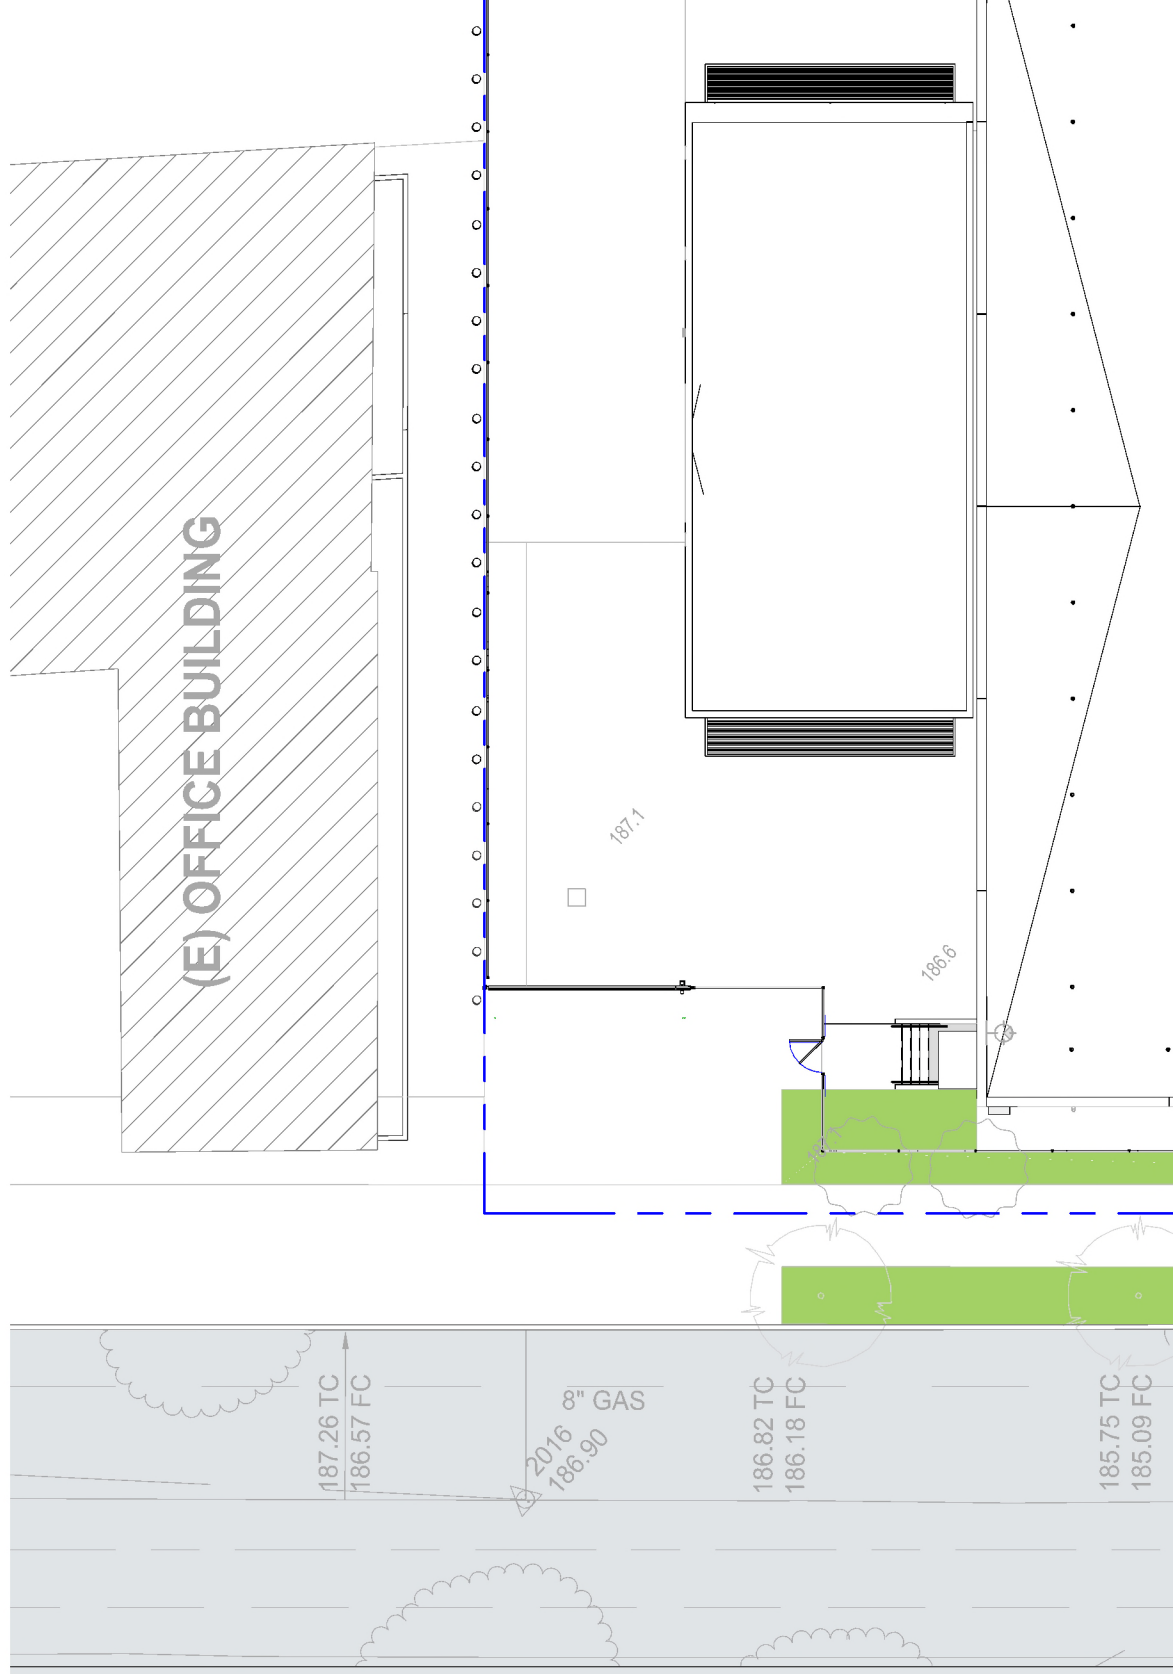 (E) OFFICE BUILDING
187.1
186.6
187.26 TC
186.57 FC
8" GAS
2016
186.90
186.82 TC
186.18 FC
185.75 TC
185.09 FC